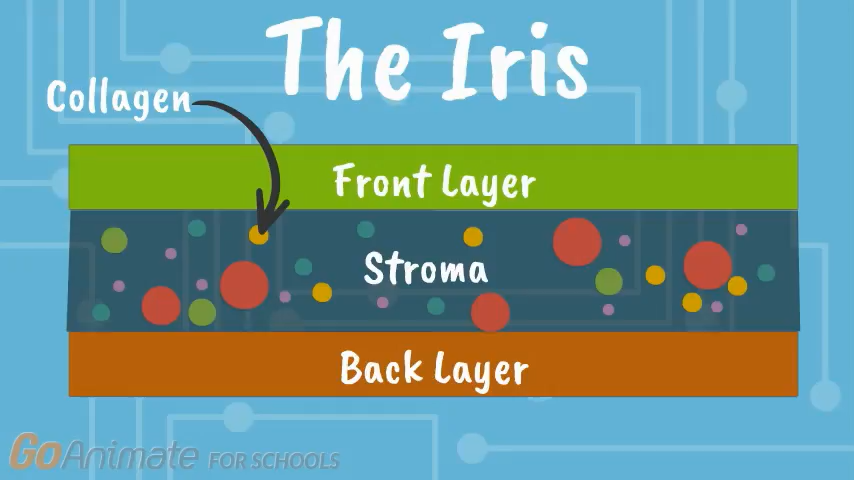 The Iris
Collagen
Front Layer
Stroma
Back Layer
GoAnimate FOR SCHOOLS